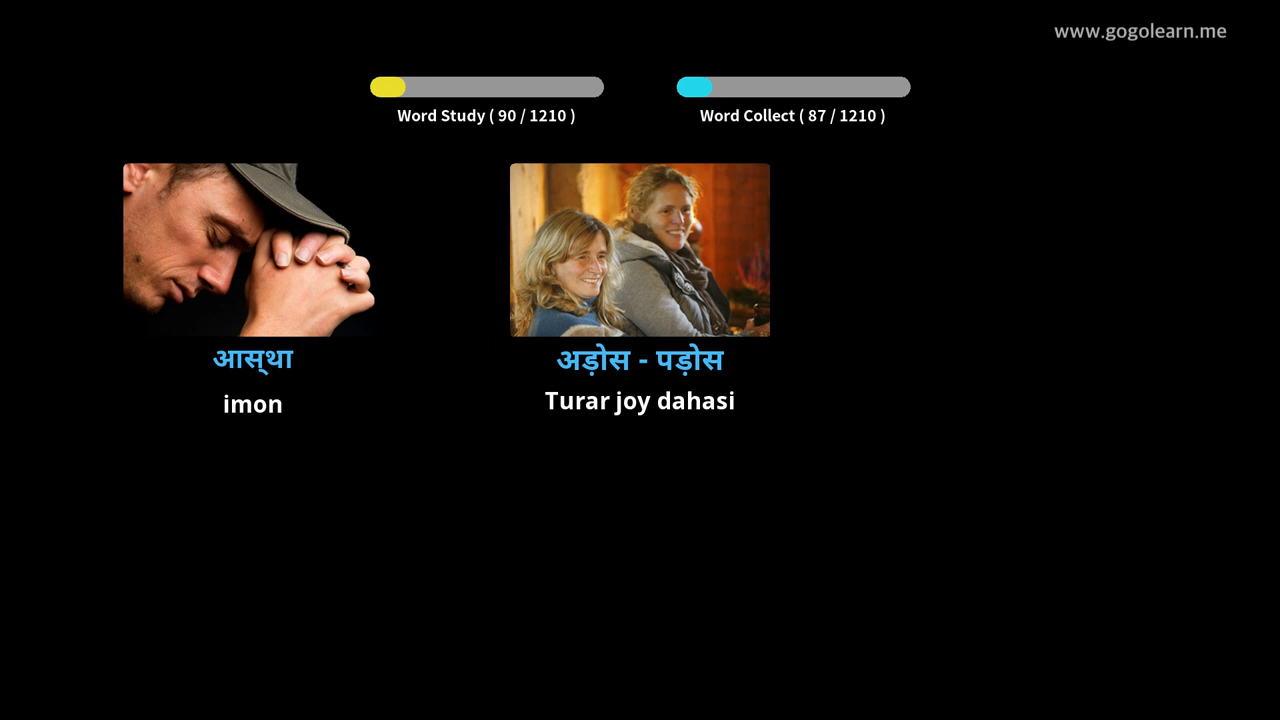 www.gogolearn.me
Word Study ( 90 / 1210 )
Word Collect ( 87 / 1210 )
आस्‌था
imon
अड़ोस - पड़ोस
Turar joy dahasi